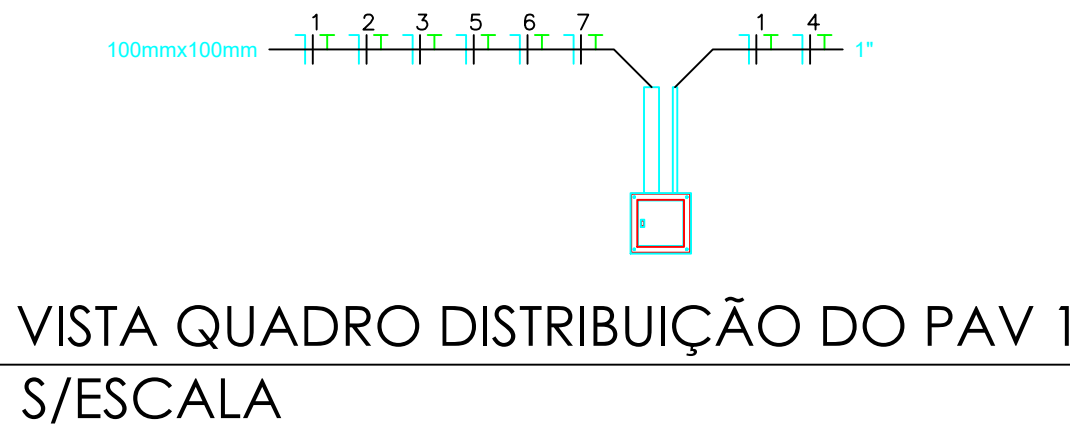 1 2 3 5 6 7 1 4
100mmx100mm 1"
VISTA QUADRO DISTRIBUIÇÃO DO PAV 1
S/ESCALA